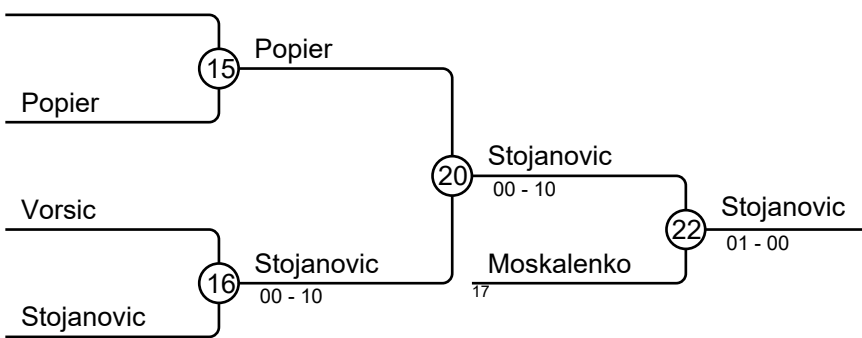 Popier
15
Popier
Stojanovic
20
00 - 10
Vorsic
Stojanovic
22
01 - 00
Stojanovic
16
00 - 10
Moskalenko
17
Stojanovic